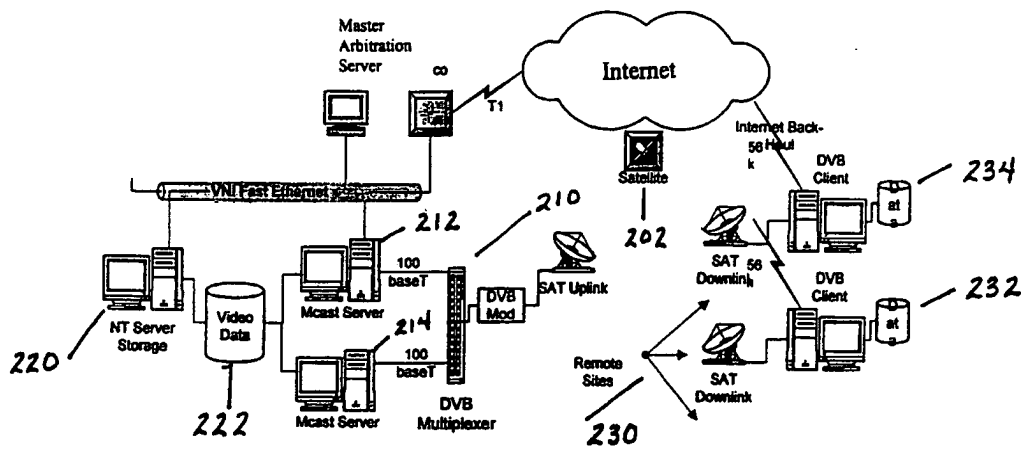 Master
Arbitration
Server
∞
Internet
T1
VNI Fast Ethernet
Satellite
202
Internet Back-
Haul
56
k
DVB
Client
234
at
a
SAT
Downlink
56
k
DVB
Client
232
at
a
SAT
Downlink
Remote
Sites
230
212
210
100
baseT
Mcast Server
SAT Uplink
DVB
Mod
NT Server
Storage
220
Video
Data
222
214
100
baseT
Mcast Server
DVB
Multiplexer